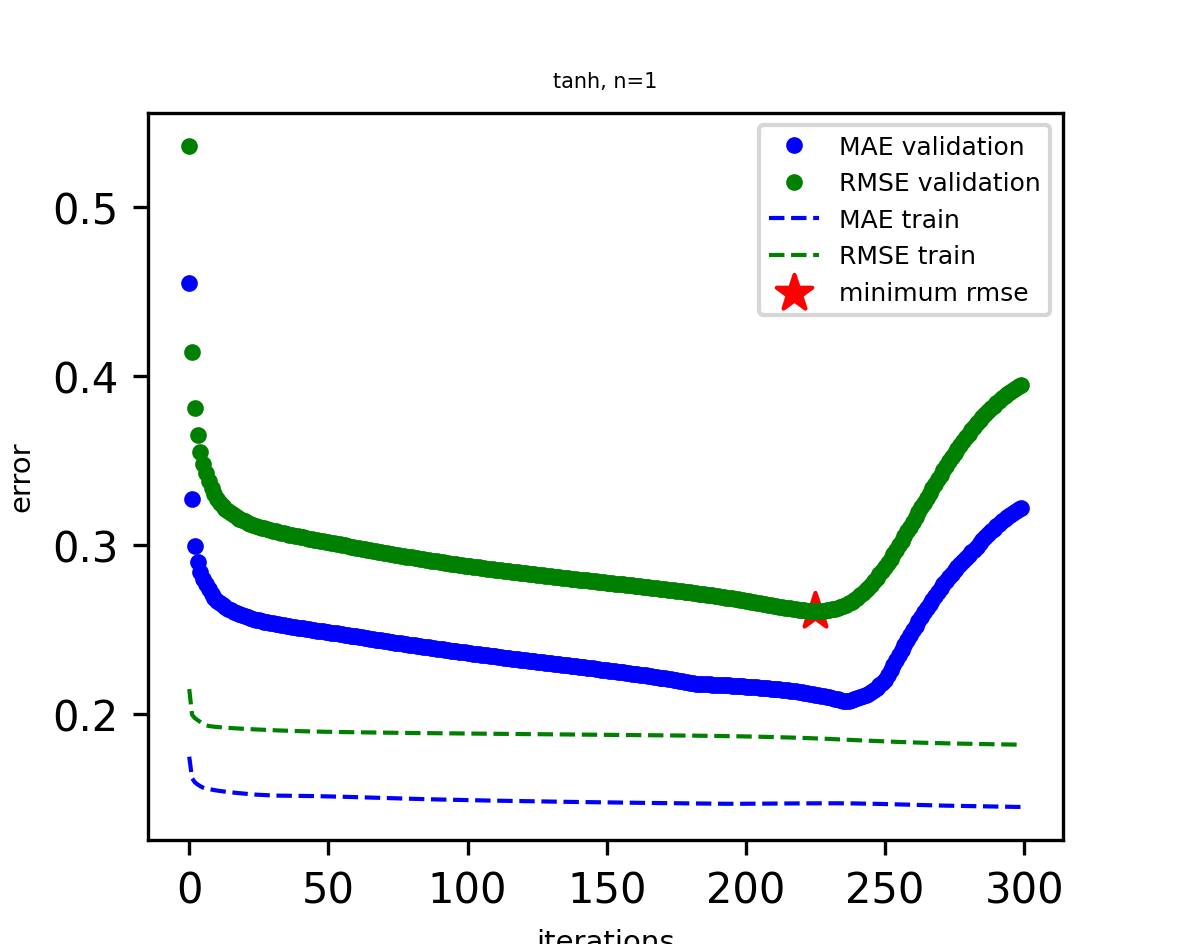 tanh, n=1
MAE validation
RMSE validation
MAE train
RMSE train
minimum rmse
error
0.5
0.4
0.3
0.2
0 50 100 150 200 250 300
iterations